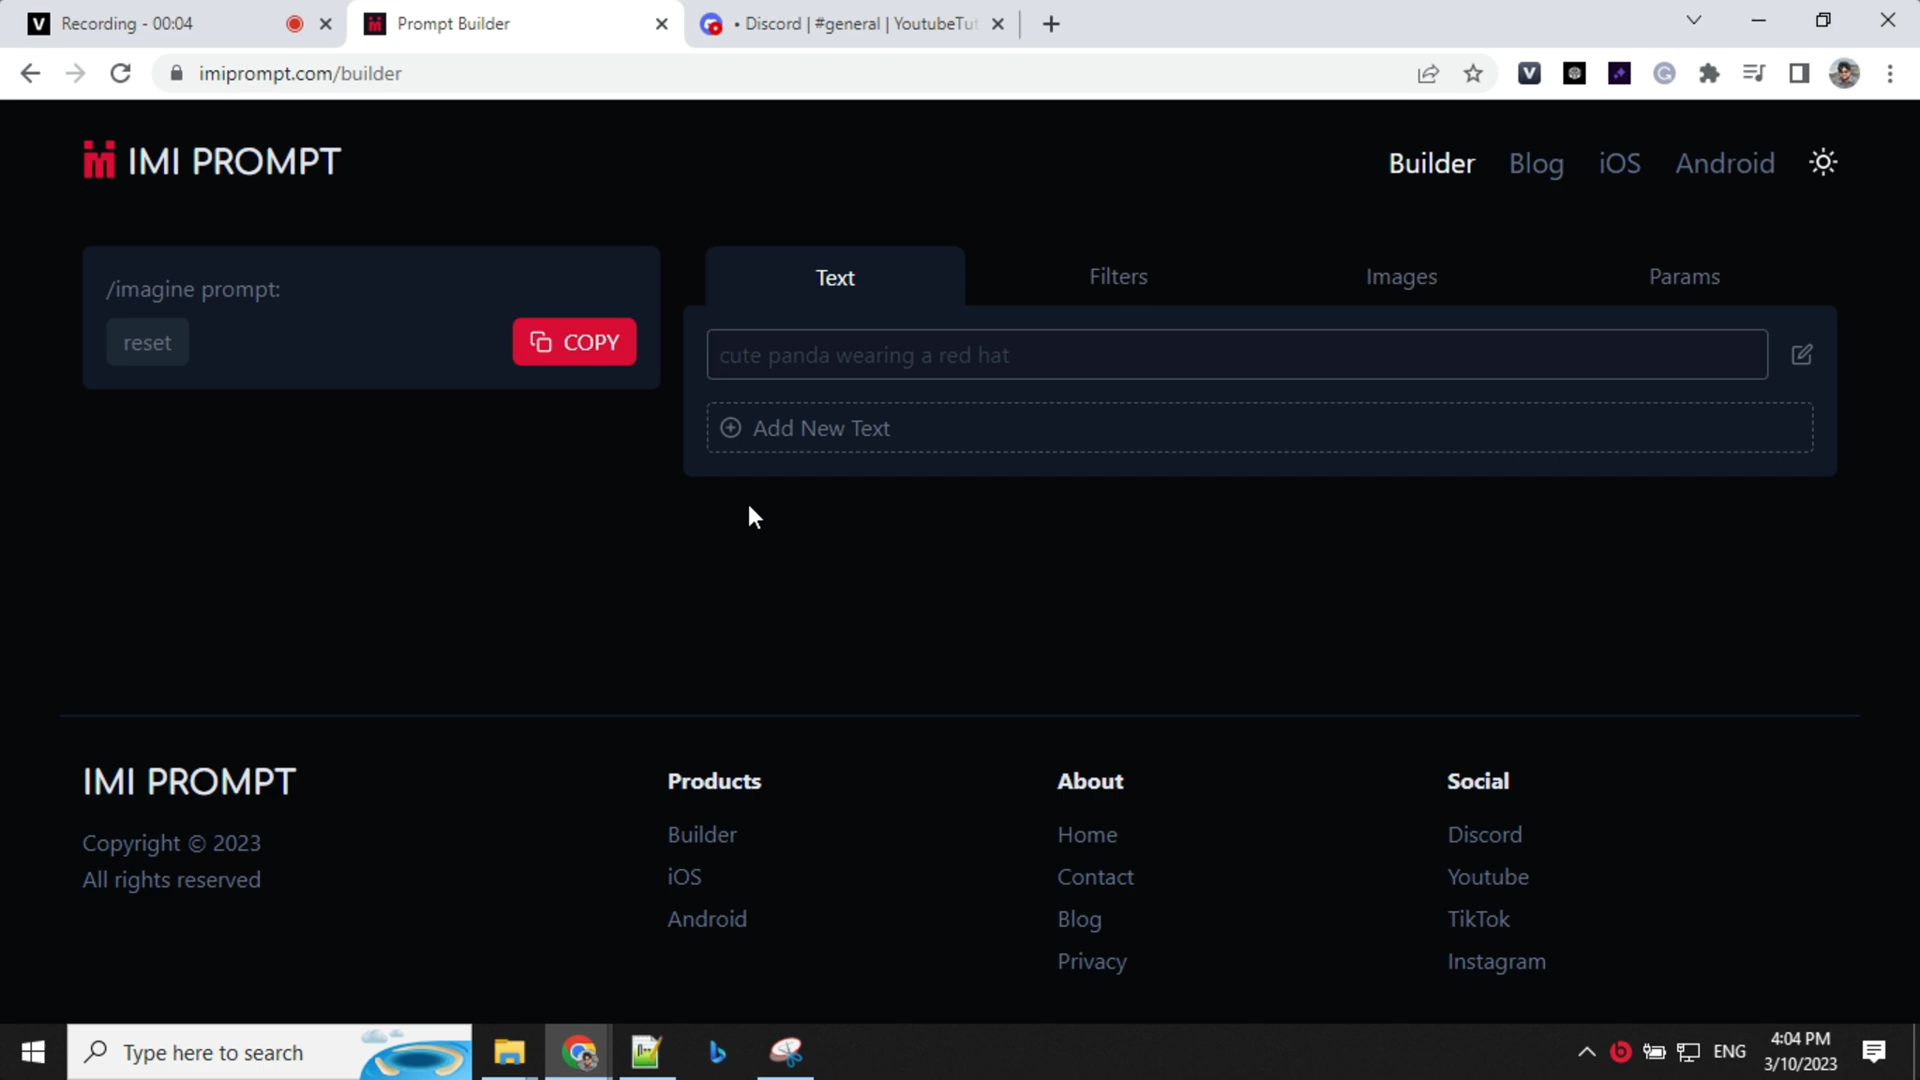 Recording - 00:04
Prompt Builder
• Discord | #general | YoutubeTut
imiprompt.com/builder
IMI PROMPT
Builder
Blog
iOS
Android
/imagine prompt:
reset
COPY
Text
Filters
Images
Params
cute panda wearing a red hat
Add New Text
IMI PROMPT
Copyright © 2023
All rights reserved
Products
Builder
iOS
Android
About
Home
Contact
Blog
Privacy
Social
Discord
Youtube
TikTok
Instagram
Type here to search
ENG
4:04 PM
3/10/2023